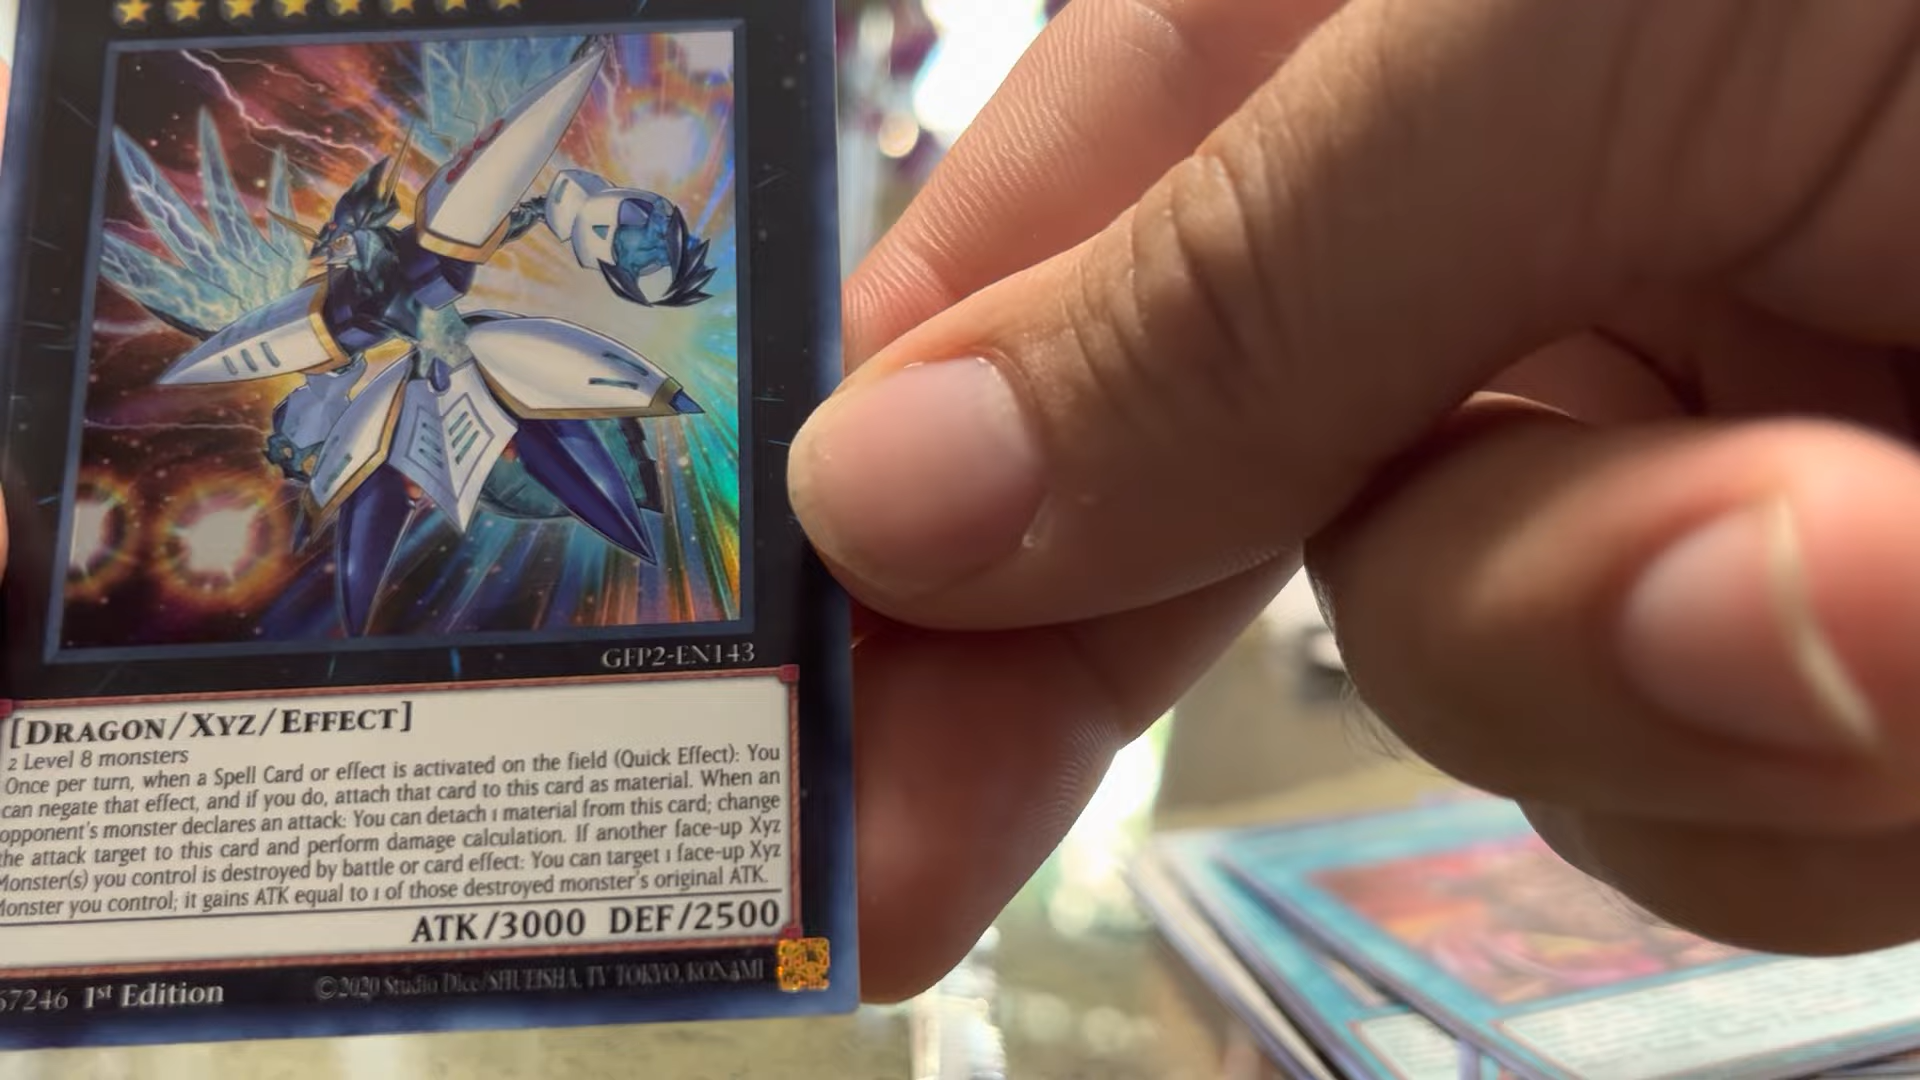 GFP2-EN143
[DRAGON/XYZ/EFFECT]
2 Level 8 monsters
Once per turn, when a Spell Card or effect is activated on the field (Quick Effect): You
can negate that effect, and if you do, attach that card to this card as material. When an
opponent's monster declares an attack: You can detach 1 material from this card; change
the attack target to this card and perform damage calculation. If another face-up Xyz
Monster(s) you control is destroyed by battle or card effect: You can target 1 face-up Xyz
Monster you control; it gains ATK equal to 1 of those destroyed monster's original ATK.
ATK/3000 DEF/2500
67246 1st Edition
©2020 Studio Dice/SHUEISHA, TV TOKYO, KONAMI